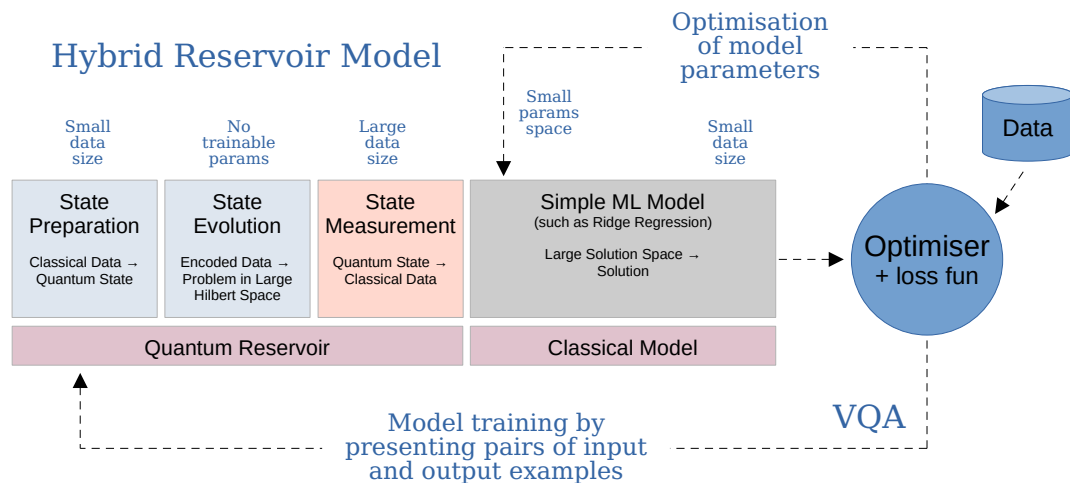 Hybrid Reservoir Model
Optimisation
of model
parameters
Small
data
size
No
trainable
params
Large
data
size
Small
params
space
Small
data
size
Data
State
Preparation
Classical Data →
Quantum State
State
Evolution
Encoded Data →
Problem in Large
Hilbert Space
State
Measurement
Quantum State →
Classical Data
Simple ML Model
(such as Ridge Regression)
Large Solution Space →
Solution
Optimiser
+ loss fun
Quantum Reservoir
Classical Model
Model training by
presenting pairs of input
and output examples
VQA